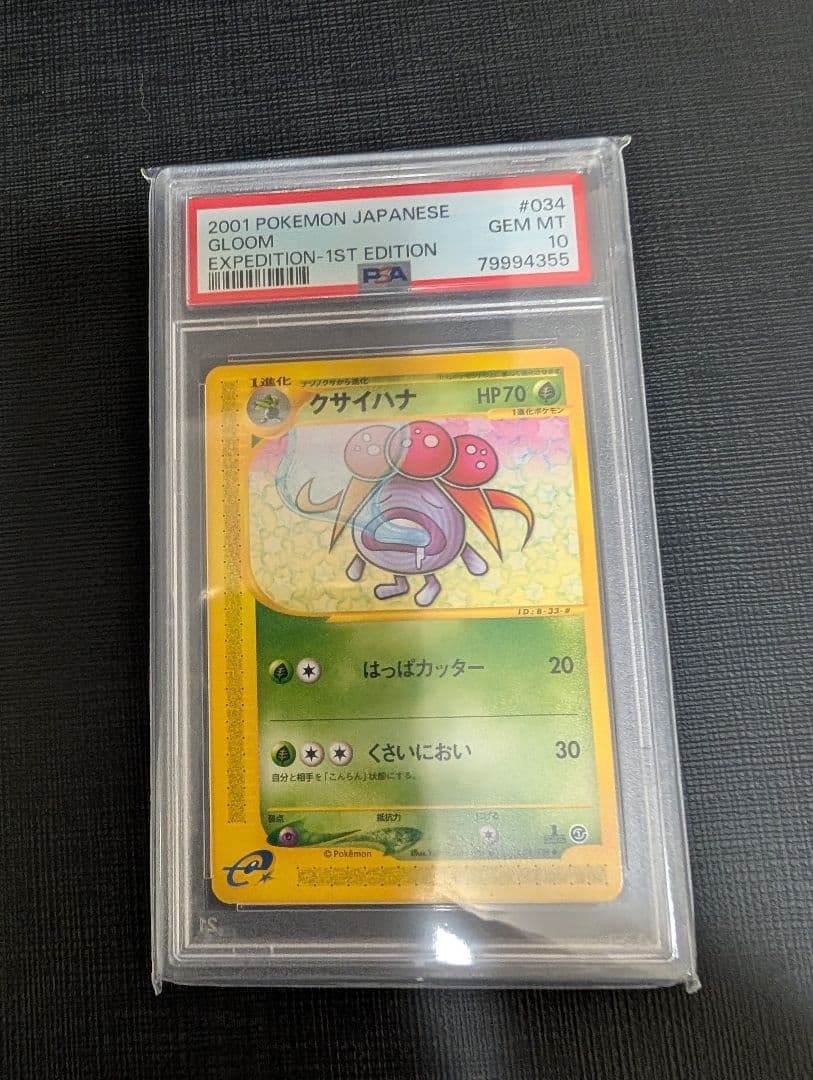 2001 POKEMON JAPANESE #034
GLOOM GEM MT
EXPEDITION-1ST EDITION 10
79994355
PSA
1進化
クサイハナ HP70
1進化ポケモン
ID:B-33-#
はっぱカッター 20
くさいにおい 30
自分と相手を「こんらん」状態にする。
弱点 抵抗力
©Pokémon
1
e